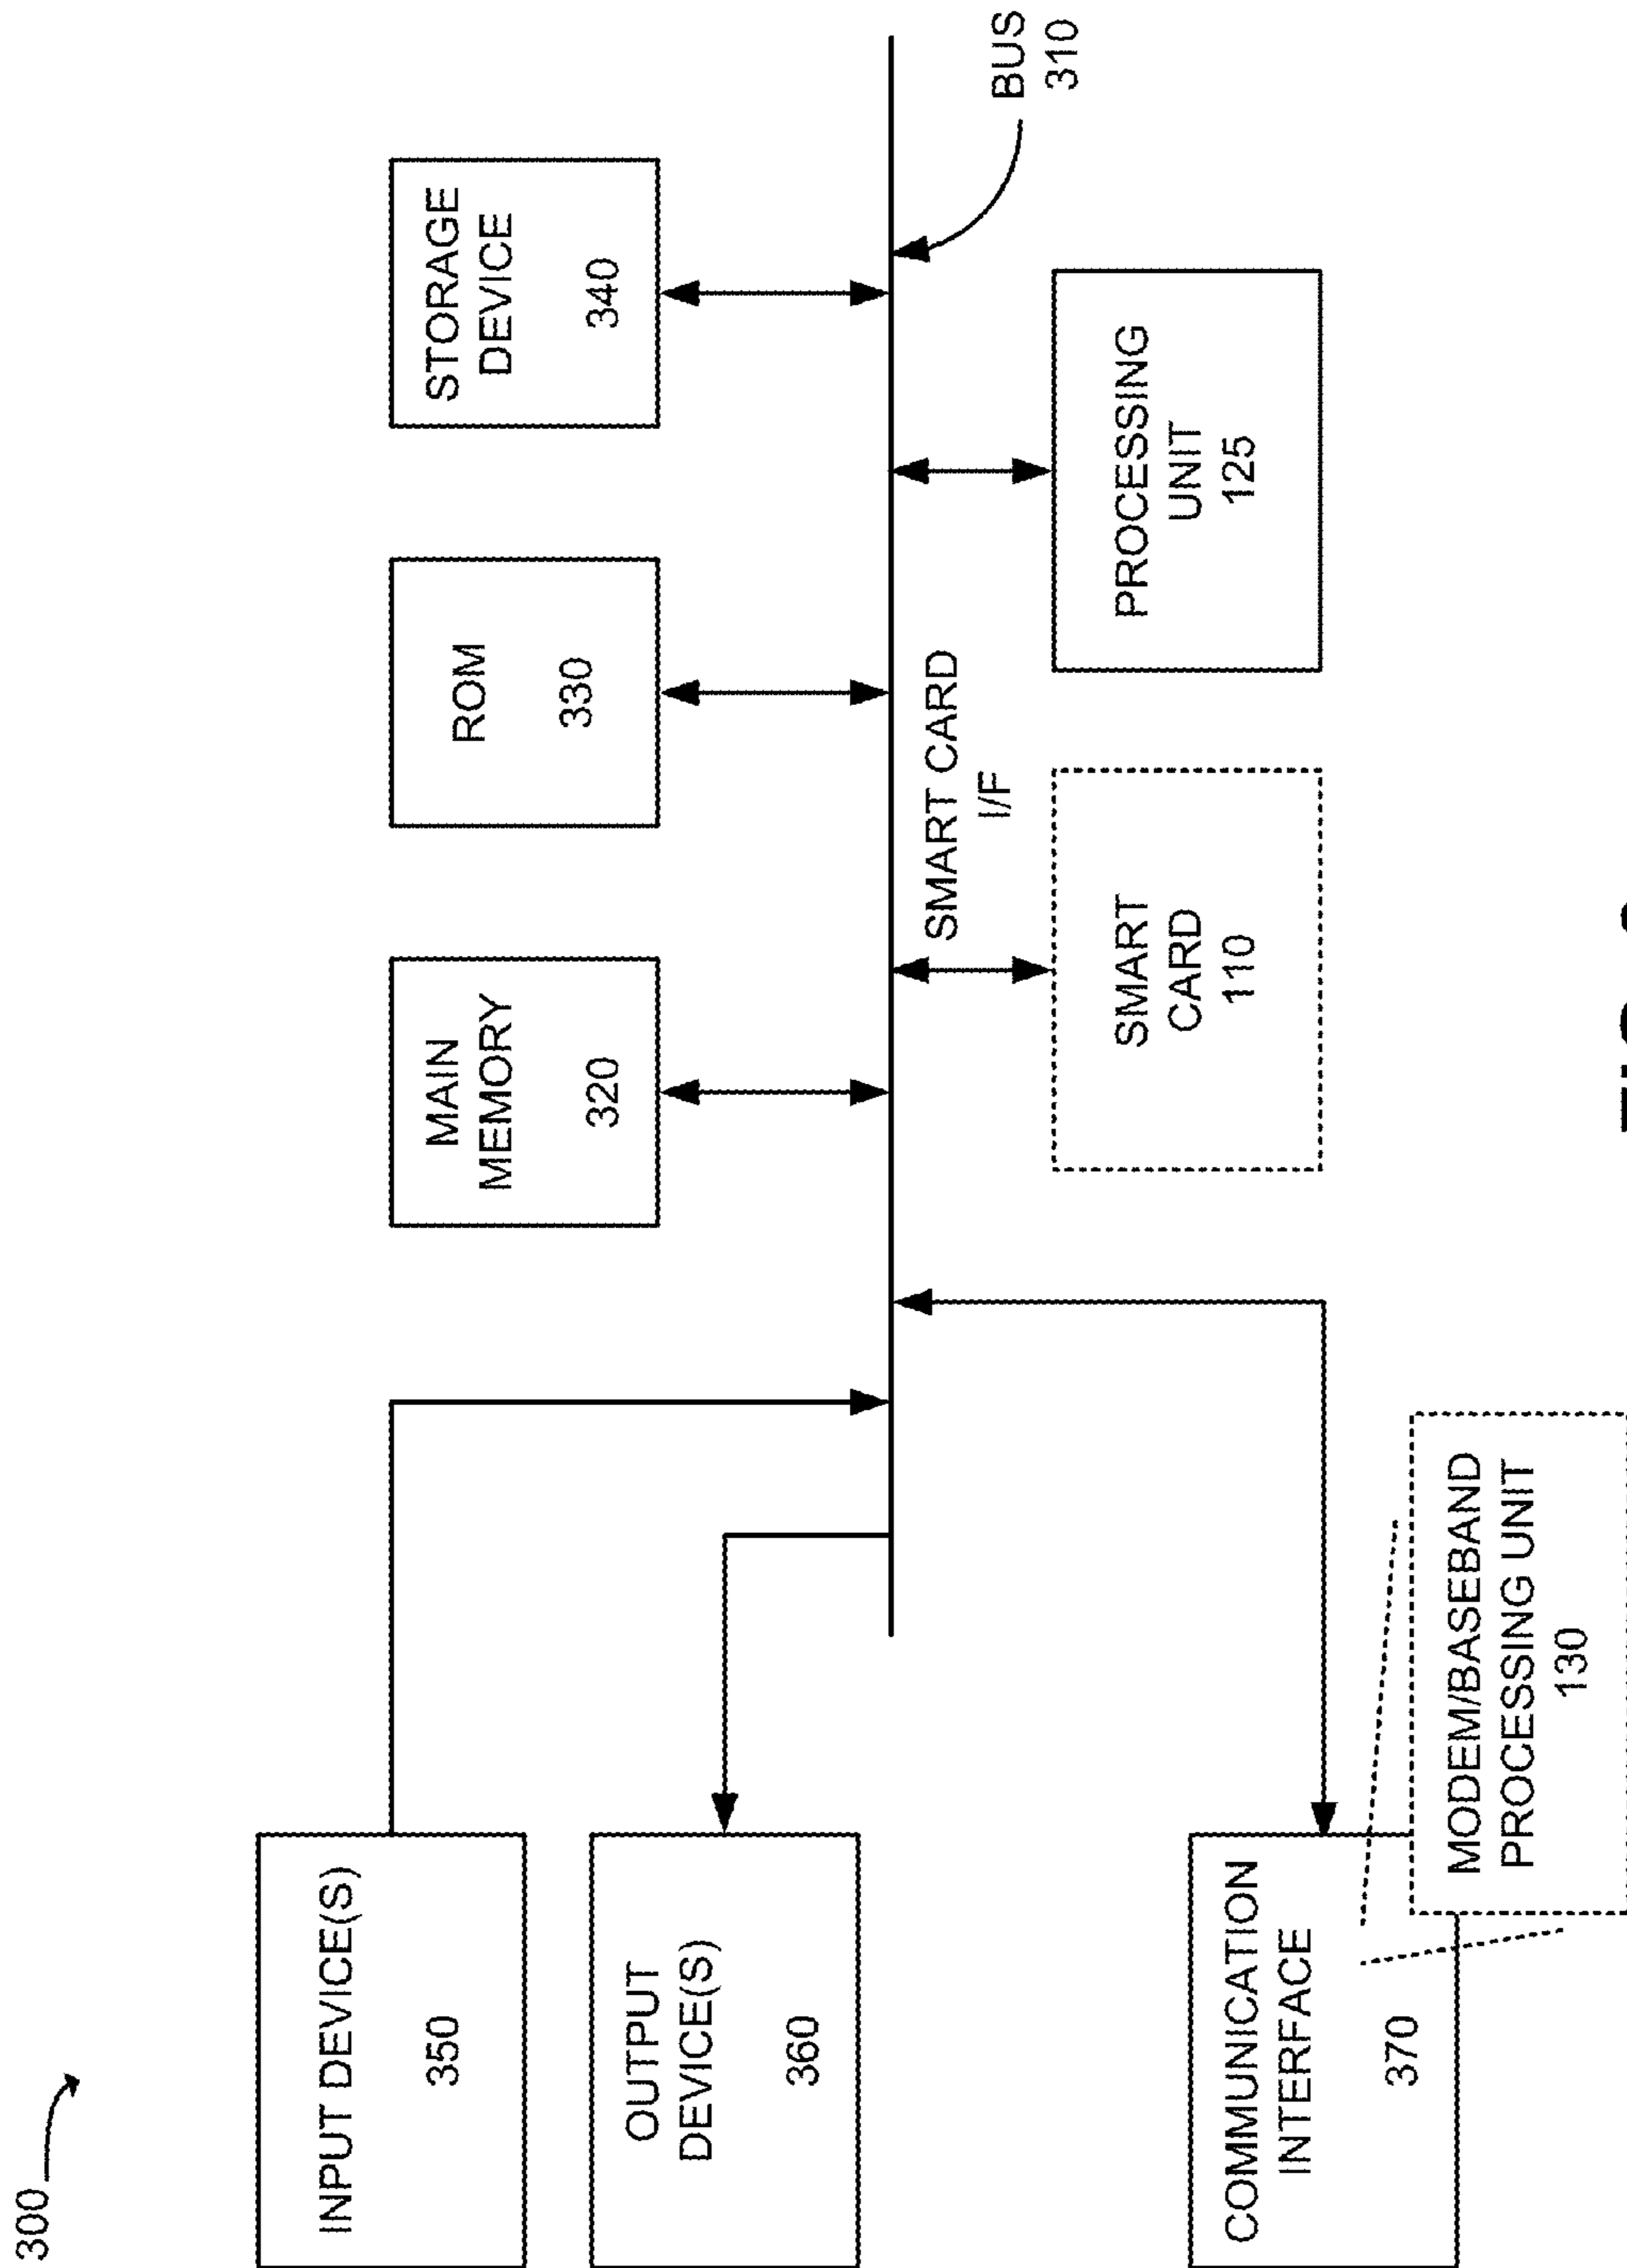 300
INPUT DEVICE(S)
350
OUTPUT
DEVICE(S)
360
COMMUNICATION
INTERFACE
370
MODEM/BASEBAND
PROCESSING UNIT
130
MAIN
MEMORY
320
ROM
330
STORAGE
DEVICE
340
SMART CARD
I/F
SMART
CARD
110
PROCESSING
UNIT
125
BUS
310